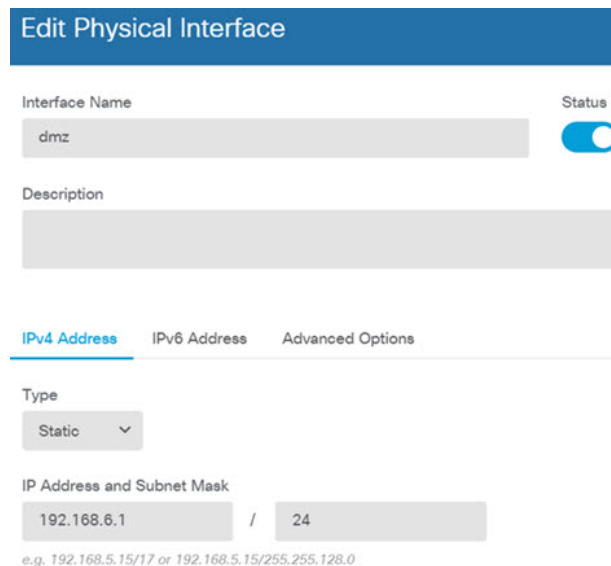 Edit Physical Interface
Interface Name
Status
dmz
Description
IPv4 Address IPv6 Address Advanced Options
Type
Static
IP Address and Subnet Mask
192.168.6.1 / 24
e.g. 192.168.5.15/17 or 192.168.5.15/255.255.128.0